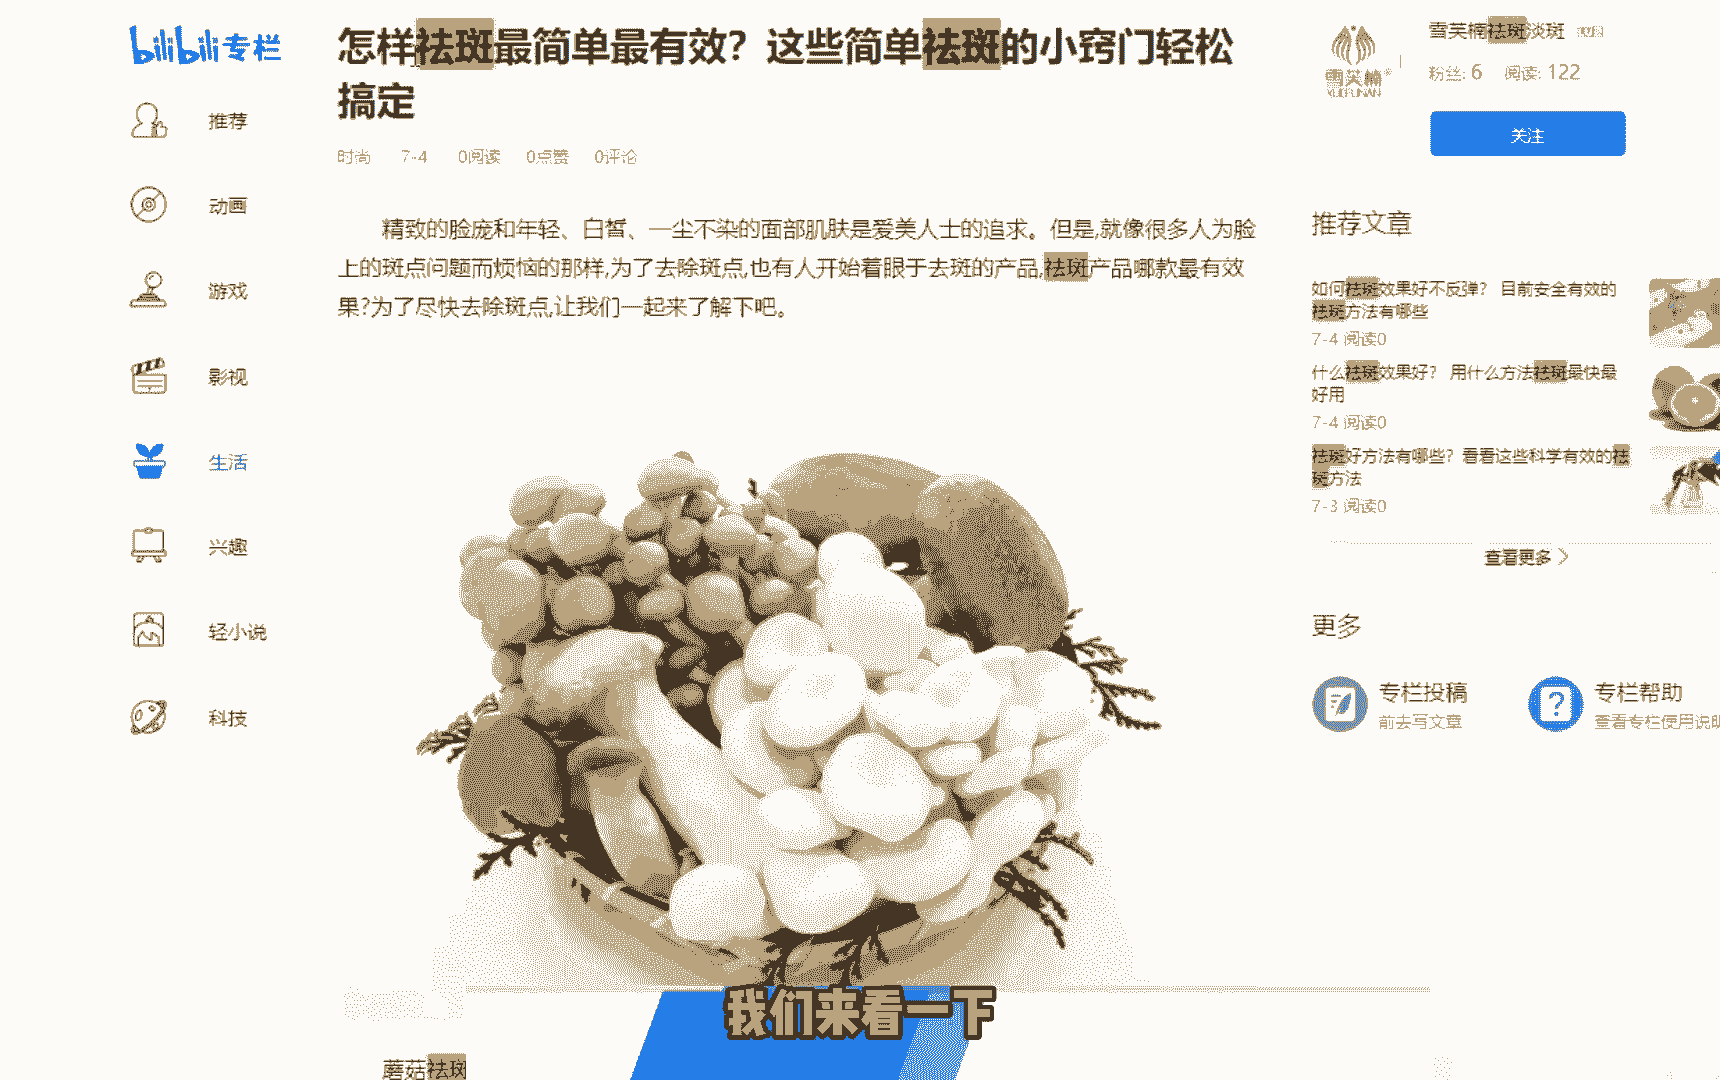 bilibili专栏
推荐
动画
游戏
影视
生活
兴趣
轻小说
科技
怎样祛斑最简单最有效？这些简单祛斑的小窍门轻松
搞定
时尚 7-4 0阅读 0点赞 0评论
精致的脸庞和年轻、白皙、一尘不染的面部肌肤是爱美人士的追求。但是,就像很多人为脸
上的斑点问题而烦恼的那样,为了去除斑点,也有人开始着眼于去斑的产品,祛斑产品哪款最有效
果?为了尽快去除斑点,让我们一起来了解下吧。
蘑菇祛斑
我们来看一下
雪芙楠
XUEFUNAN
雪芙楠祛斑淡斑
粉丝: 6 阅读: 122
关注
推荐文章
如何祛斑效果好不反弹？ 目前安全有效的
祛斑方法有哪些
7-4 阅读0
什么祛斑效果好？ 用什么方法祛斑最快最
好用
7-4 阅读0
祛斑好方法有哪些？看看这些科学有效的祛
斑方法
7-3 阅读0
查看更多
更多
专栏投稿
前去写文章
专栏帮助
查看专栏使用说明